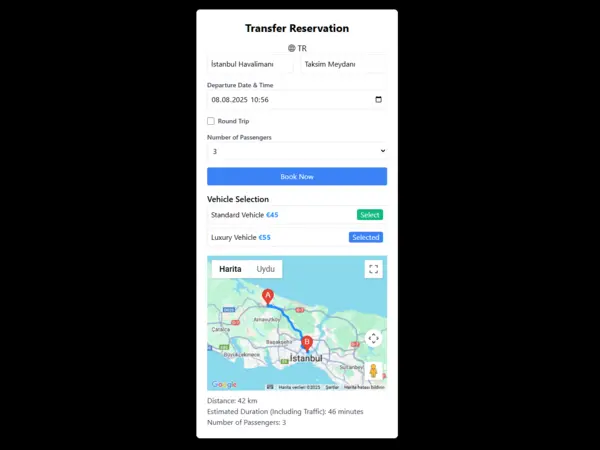 Transfer Reservation
TR
İstanbul Havalimanı
Taksim Meydanı
Departure Date & Time
08.08.2025 10:56
Round Trip
Number of Passengers
3
Book Now
Vehicle Selection
Standard Vehicle €45
Select
Luxury Vehicle €55
Selected
Harita
Uydu
A
Arnavutköy
Çatalca
Başakşehir
B
Büyükçekmece
İstanbul
Sultanbeyli
Google
Harita verileri ©2025
Şartlar
Harita hatası bildirin
Distance: 42 km
Estimated Duration (Including Traffic): 46 minutes
Number of Passengers: 3